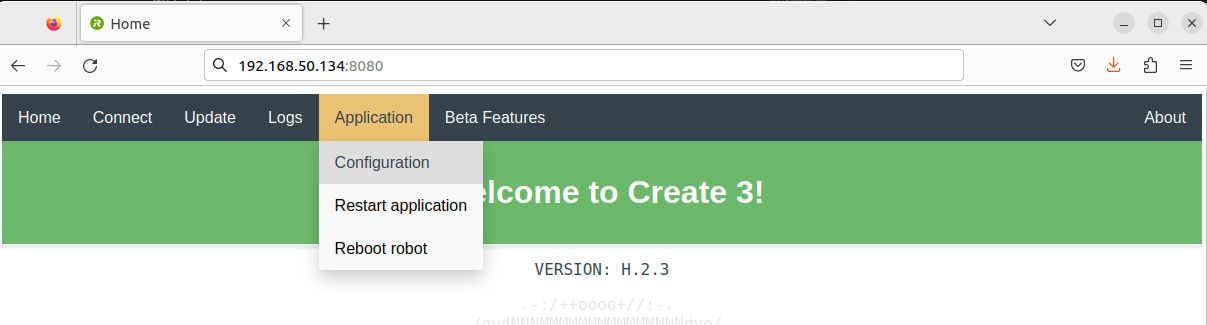 Home
192.168.50.134:8080
Home Connect Update Logs Application Beta Features About
Configuration
elcome to Create 3!
Restart application
Reboot robot
VERSION: H.2.3
.-:/++oooo+//:-.